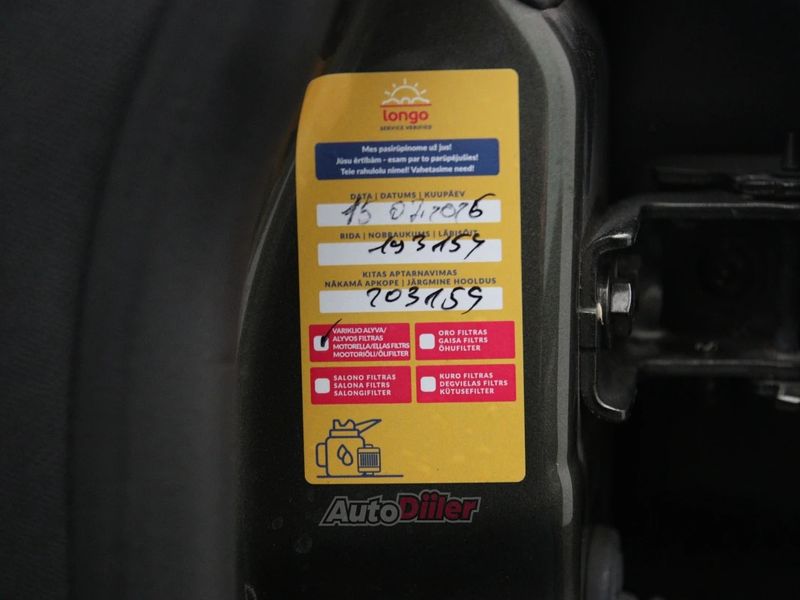 longo
SERVICE VERIFIED
Mes pasirūpinome už jus!
Jūsu ērtībām - esam par to parūpējušies!
Teie rahulolu nimel! Vahetasime need!
DATA | DATUMS | KUUPÄEV
15 07.2026
RIDA | NOBRAUKUMS | LÄBISÕIT
193159
KITAS APTARNAVIMAS
NĀKAMĀ APKOPE | JÄRGMINE HOOLDUS
203159
VARIKLIO ALYVA/
ALYVOS FILTRAS
MOTOREĻĻA/EĻĻAS FILTRS
MOOTORIÕLI/ÕLIFILTER
ORO FILTRAS
GAISA FILTRS
ÕHUFILTER
SALONO FILTRAS
SALONA FILTRS
SALONGIFILTER
KURO FILTRAS
DEGVIELAS FILTRS
KÜTUSEFILTER
AutoDiiler